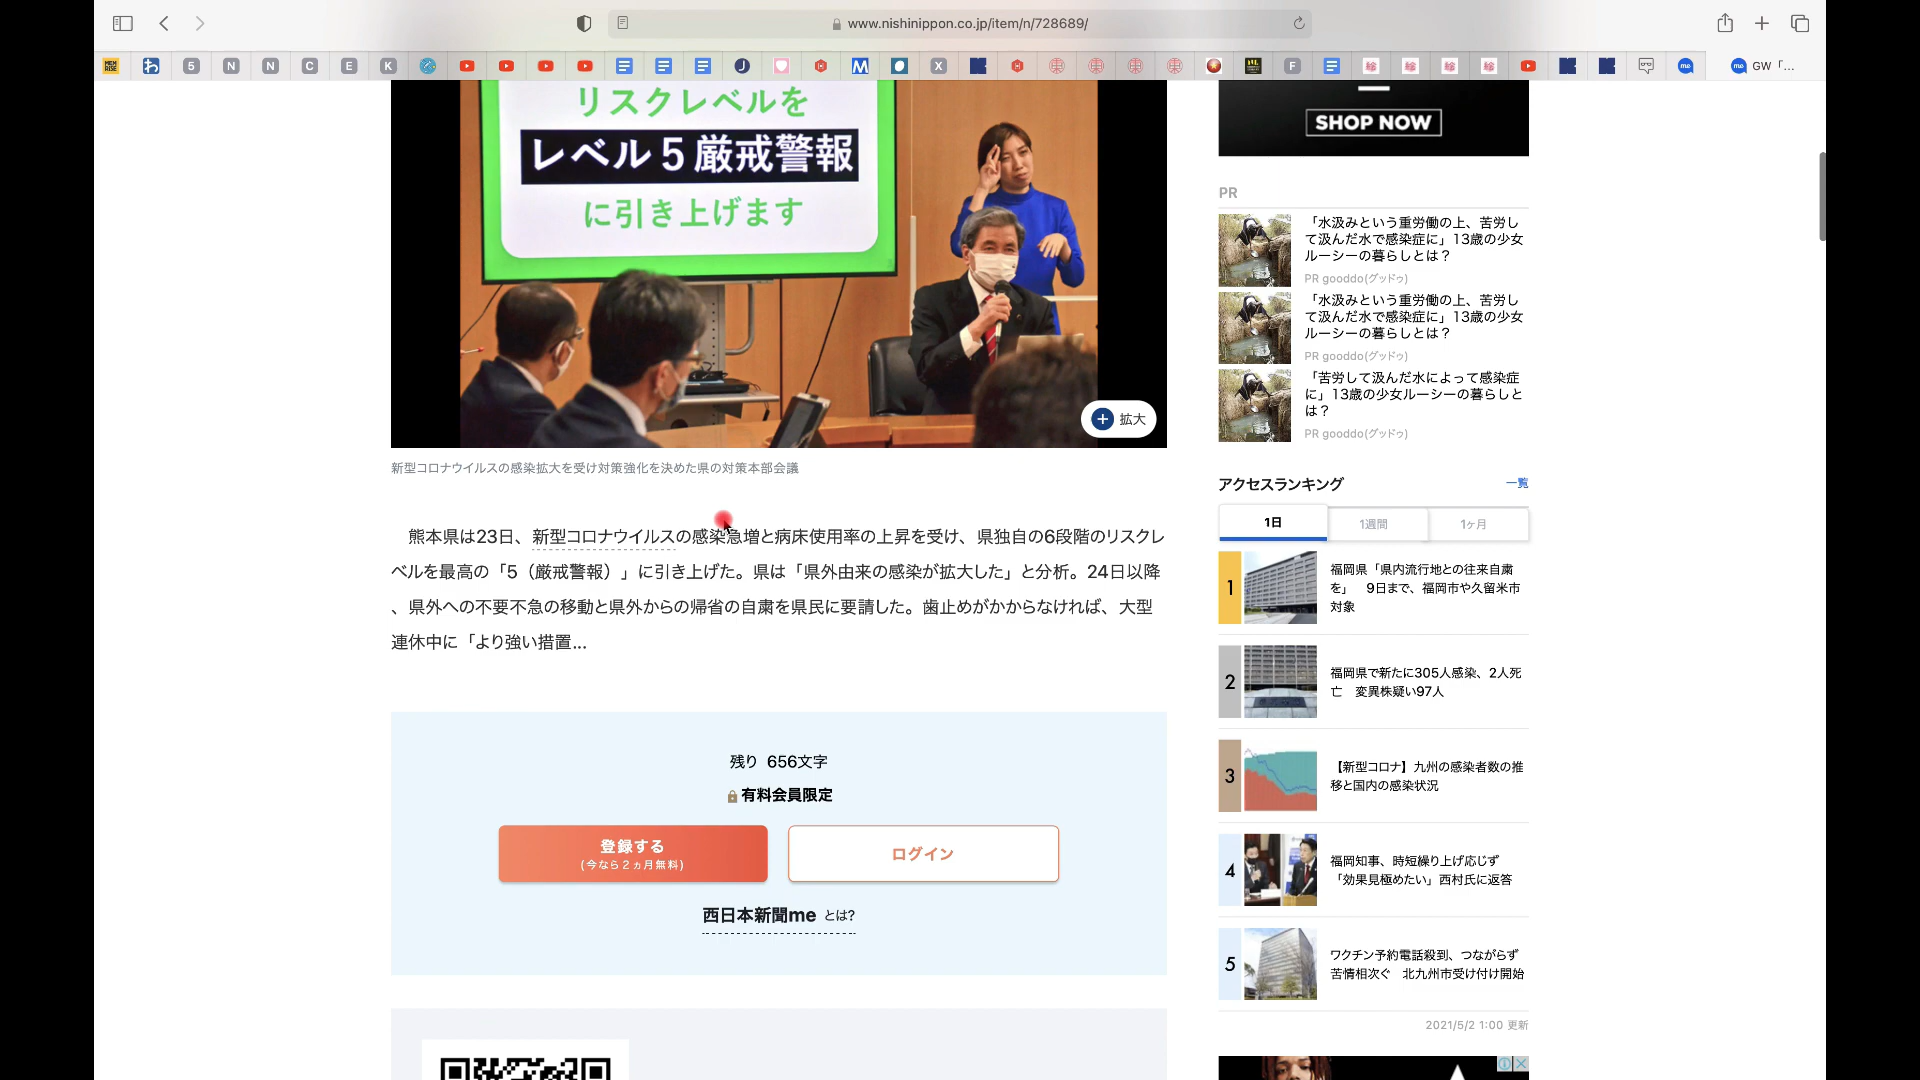 www.nishinippon.co.jp/item/n/728689/
GW「...
リスクレベルを
レベル5厳戒警報
に引き上げます
拡大
新型コロナウイルスの感染拡大を受け対策強化を決めた県の対策本部会議
熊本県は23日、新型コロナウイルスの感染急増と病床使用率の上昇を受け、県独自の6段階のリスクレ
ベルを最高の「5（厳戒警報）」に引き上げた。県は「県外由来の感染が拡大した」と分析。24日以降
、県外への不要不急の移動と県外からの帰省の自粛を県民に要請した。歯止めがかからなければ、大型
連休中に「より強い措置...
残り 656文字
有料会員限定
登録する
(今なら２ヵ月無料)
ログイン
西日本新聞me とは?
SHOP NOW
PR
「水汲みという重労働の上、苦労し
て汲んだ水で感染症に」13歳の少女
ルーシーの暮らしとは？
PR gooddo(グッドゥ)
「水汲みという重労働の上、苦労し
て汲んだ水で感染症に」13歳の少女
ルーシーの暮らしとは？
PR gooddo(グッドゥ)
「苦労して汲んだ水によって感染症
に」13歳の少女ルーシーの暮らしと
は？
PR gooddo(グッドゥ)
アクセスランキング
一覧
1日
1週間
1ヶ月
1
福岡県「県内流行地との往来自粛
を」　9日まで、福岡市や久留米市
対象
2
福岡県で新たに305人感染、2人死
亡　変異株疑い97人
3
【新型コロナ】九州の感染者数の推
移と国内の感染状況
4
福岡知事、時短繰り上げ応じず
「効果見極めたい」西村氏に返答
5
ワクチン予約電話殺到、つながらず
苦情相次ぐ　北九州市受け付け開始
2021/5/2 1:00 更新